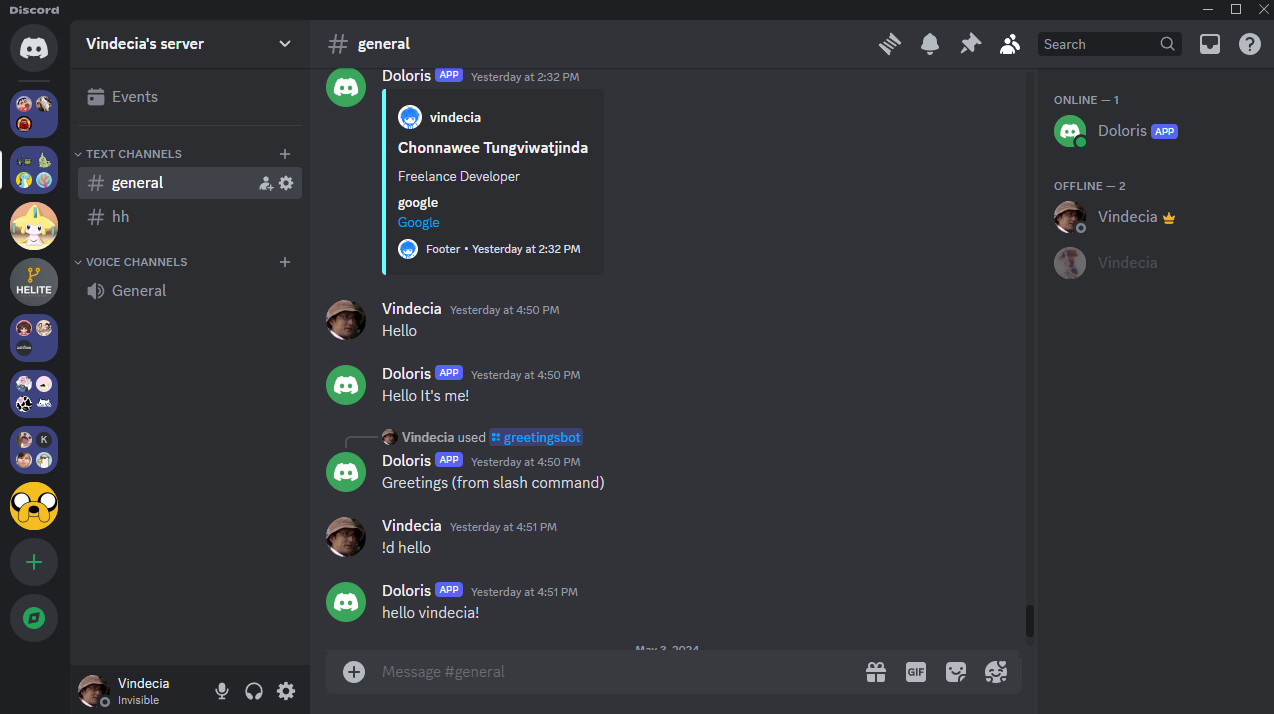 Discord
Vindecia's server
general
Search
Events
TEXT CHANNELS
general
hh
VOICE CHANNELS
General
HELITE
K
Vindecia
Invisible
Doloris APP Yesterday at 2:32 PM
vindecia
Chonnawee Tungviwatjinda
Freelance Developer
google
Google
Footer • Yesterday at 2:32 PM
Vindecia Yesterday at 4:50 PM
Hello
Doloris APP Yesterday at 4:50 PM
Hello It's me!
Vindecia used greetingsbot
Doloris APP Yesterday at 4:50 PM
Greetings (from slash command)
Vindecia Yesterday at 4:51 PM
!d hello
Doloris APP Yesterday at 4:51 PM
hello vindecia!
May 3, 2024
Message #general
GIF
ONLINE — 1
Doloris APP
OFFLINE — 2
Vindecia
Vindecia